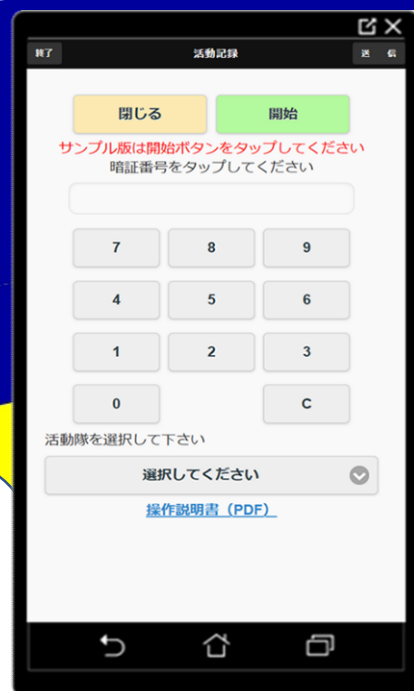 終了 活動記録 送 信
閉じる 開始
サンプル版は開始ボタンをタップしてください
暗証番号をタップしてください
7 8 9
4 5 6
1 2 3
0 C
活動隊を選択して下さい
選択してください
操作説明書（PDF）